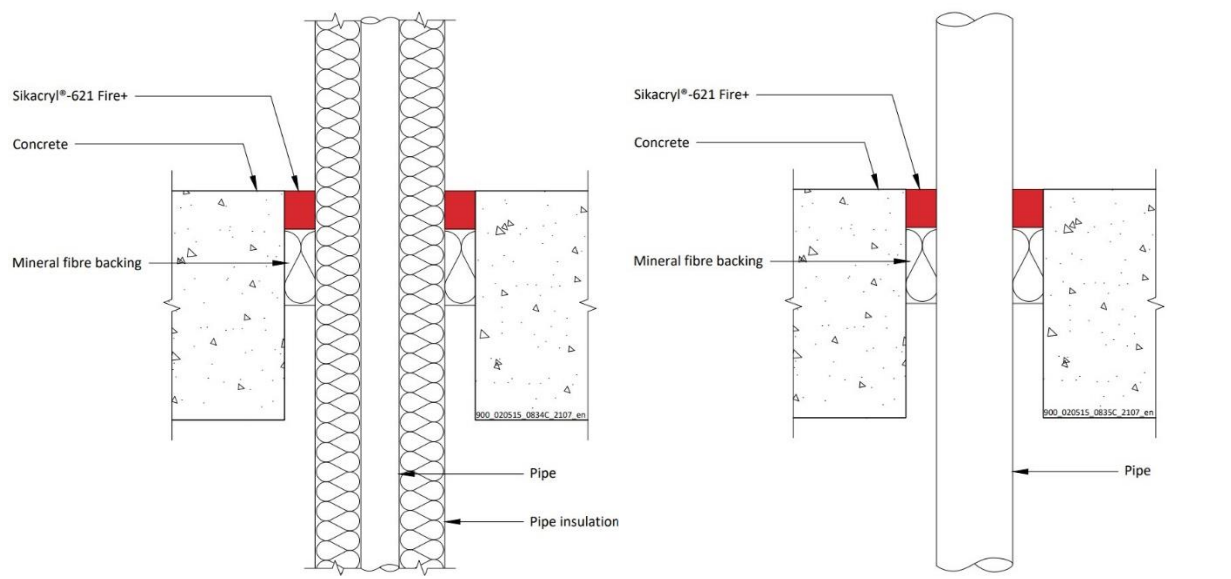 Sikacryl®-621 Fire+
Concrete
Mineral fibre backing
900_020515_0834C_2107_en
Pipe
Pipe insulation
Sikacryl®-621 Fire+
Concrete
Mineral fibre backing
900_020515_0835C_2107_en
Pipe